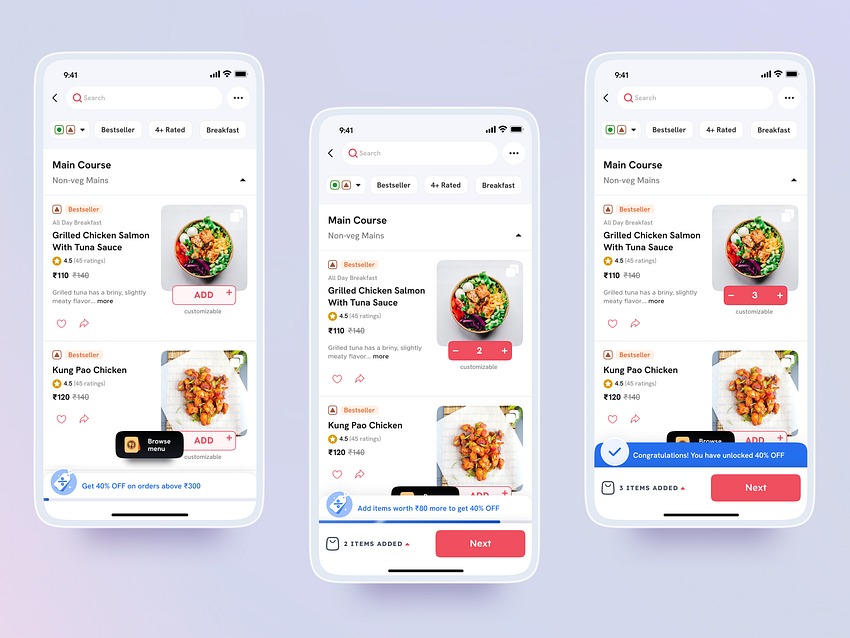 9:41
Search
Bestseller
4+ Rated
Breakfast
Main Course
Non-veg Mains
Bestseller
All Day Breakfast
Grilled Chicken Salmon
With Tuna Sauce
4.5 (45 ratings)
₹110 ₹140
Grilled tuna has a briny, slightly
meaty flavor... more
ADD +
customizable
Bestseller
Kung Pao Chicken
4.5 (45 ratings)
₹120 ₹140
ADD +
customizable
Browse
menu
Get 40% OFF on orders above ₹300
9:41
Search
Bestseller
4+ Rated
Breakfast
Main Course
Non-veg Mains
Bestseller
All Day Breakfast
Grilled Chicken Salmon
With Tuna Sauce
4.5 (45 ratings)
₹110 ₹140
Grilled tuna has a briny, slightly
meaty flavor... more
− 2 +
customizable
Bestseller
Kung Pao Chicken
4.5 (45 ratings)
₹120 ₹140
Browse
ADD +
Add items worth ₹80 more to get 40% OFF
2 ITEMS ADDED
Next
9:41
Search
Bestseller
4+ Rated
Breakfast
Main Course
Non-veg Mains
Bestseller
All Day Breakfast
Grilled Chicken Salmon
With Tuna Sauce
4.5 (45 ratings)
₹110 ₹140
Grilled tuna has a briny, slightly
meaty flavor... more
− 3 +
customizable
Bestseller
Kung Pao Chicken
4.5 (45 ratings)
₹120 ₹140
Browse
ADD +
Congratulations! You have unlocked 40% OFF
3 ITEMS ADDED
Next